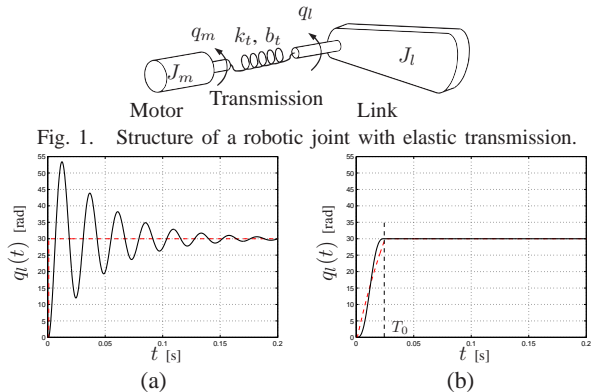 q_l
q_m
k_t, b_t
J_m
J_l
Transmission
Motor
Link
Fig. 1. Structure of a robotic joint with elastic transmission.
55
50
45
40
35
30
25
20
15
10
5
0
q_l(t) [rad]
0
0.05
0.1
0.15
0.2
t [s]
(a)
55
50
45
40
35
30
25
20
15
10
5
0
q_l(t) [rad]
T_0
0
0.05
0.1
0.15
0.2
t [s]
(b)